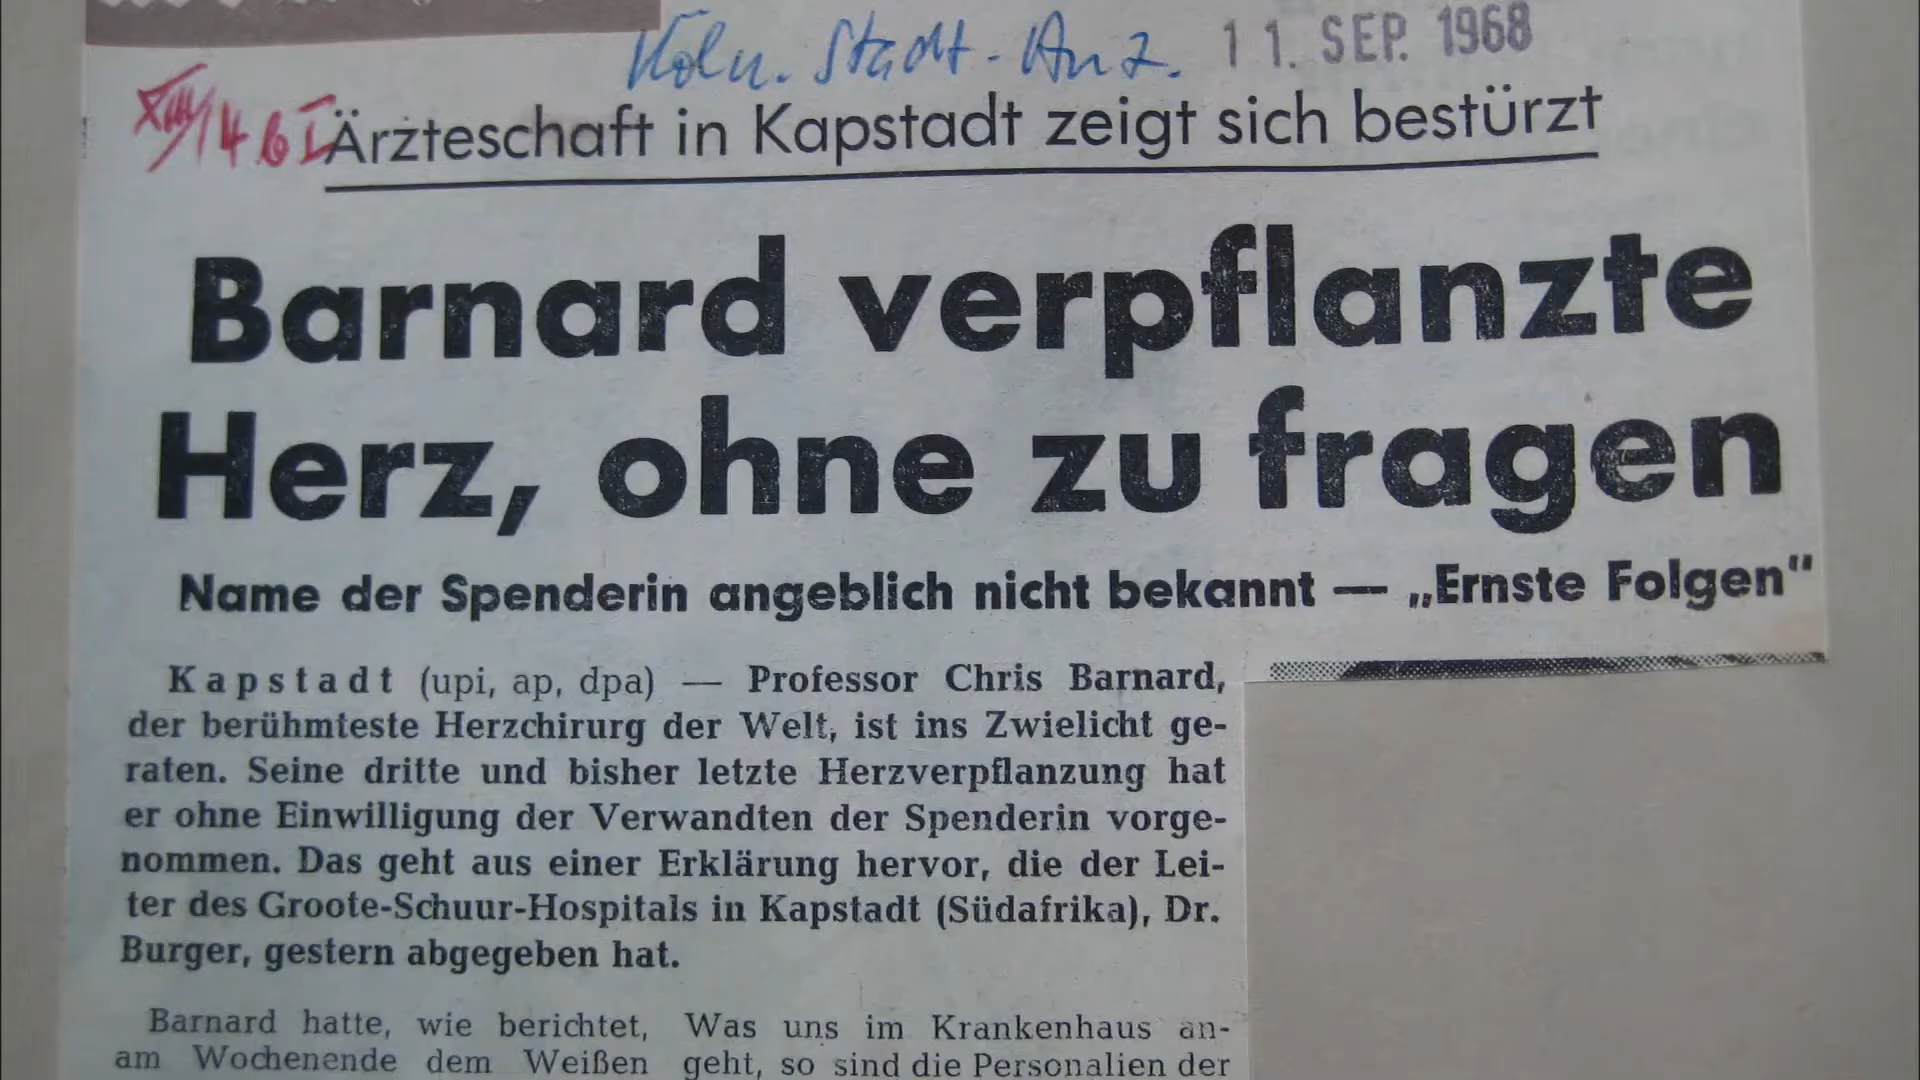 Köln. Stadt-Anz. 11. SEP. 1968
XIII/14 6 I
Ärzteschaft in Kapstadt zeigt sich bestürzt
Barnard verpflanzte
Herz, ohne zu fragen
Name der Spenderin angeblich nicht bekannt — „Ernste Folgen"
Kapstadt (upi, ap, dpa) — Professor Chris Barnard,
der berühmteste Herzchirurg der Welt, ist ins Zwielicht ge-
raten. Seine dritte und bisher letzte Herzverpflanzung hat
er ohne Einwilligung der Verwandten der Spenderin vorge-
nommen. Das geht aus einer Erklärung hervor, die der Lei-
ter des Groote-Schuur-Hospitals in Kapstadt (Südafrika), Dr.
Burger, gestern abgegeben hat.
Barnard hatte, wie berichtet,
am Wochenende dem Weißen
Was uns im Krankenhaus an-
geht, so sind die Personalien der